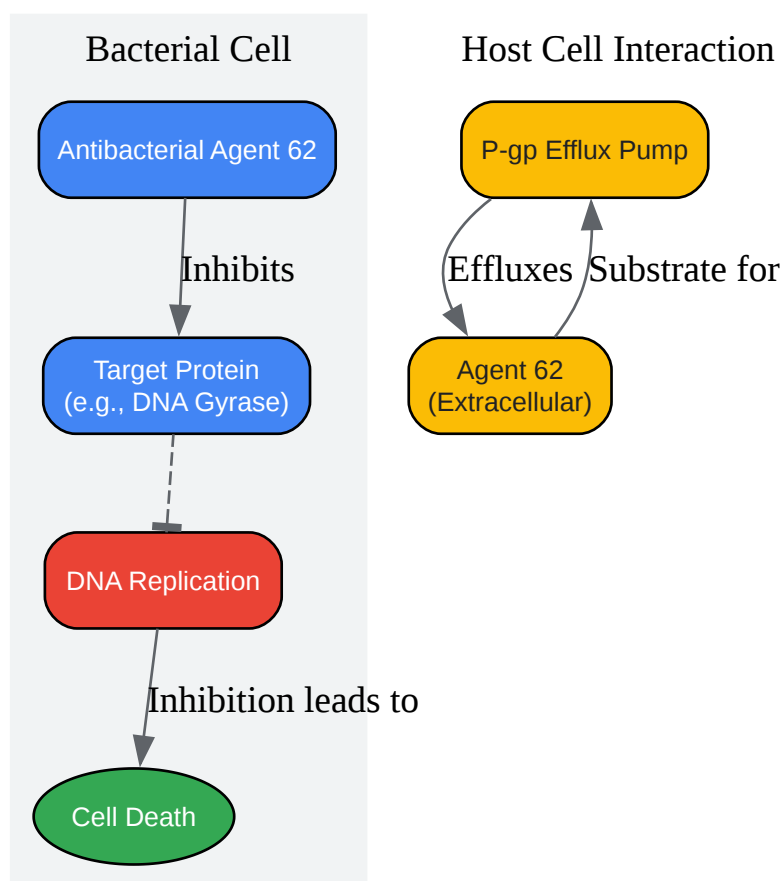 Bacterial Cell
Antibacterial Agent 62
Inhibits
Target Protein
(e.g., DNA Gyrase)
DNA Replication
Inhibition leads to
Cell Death
Host Cell Interaction
P-gp Efflux Pump
Effluxes
Substrate for
Agent 62
(Extracellular)